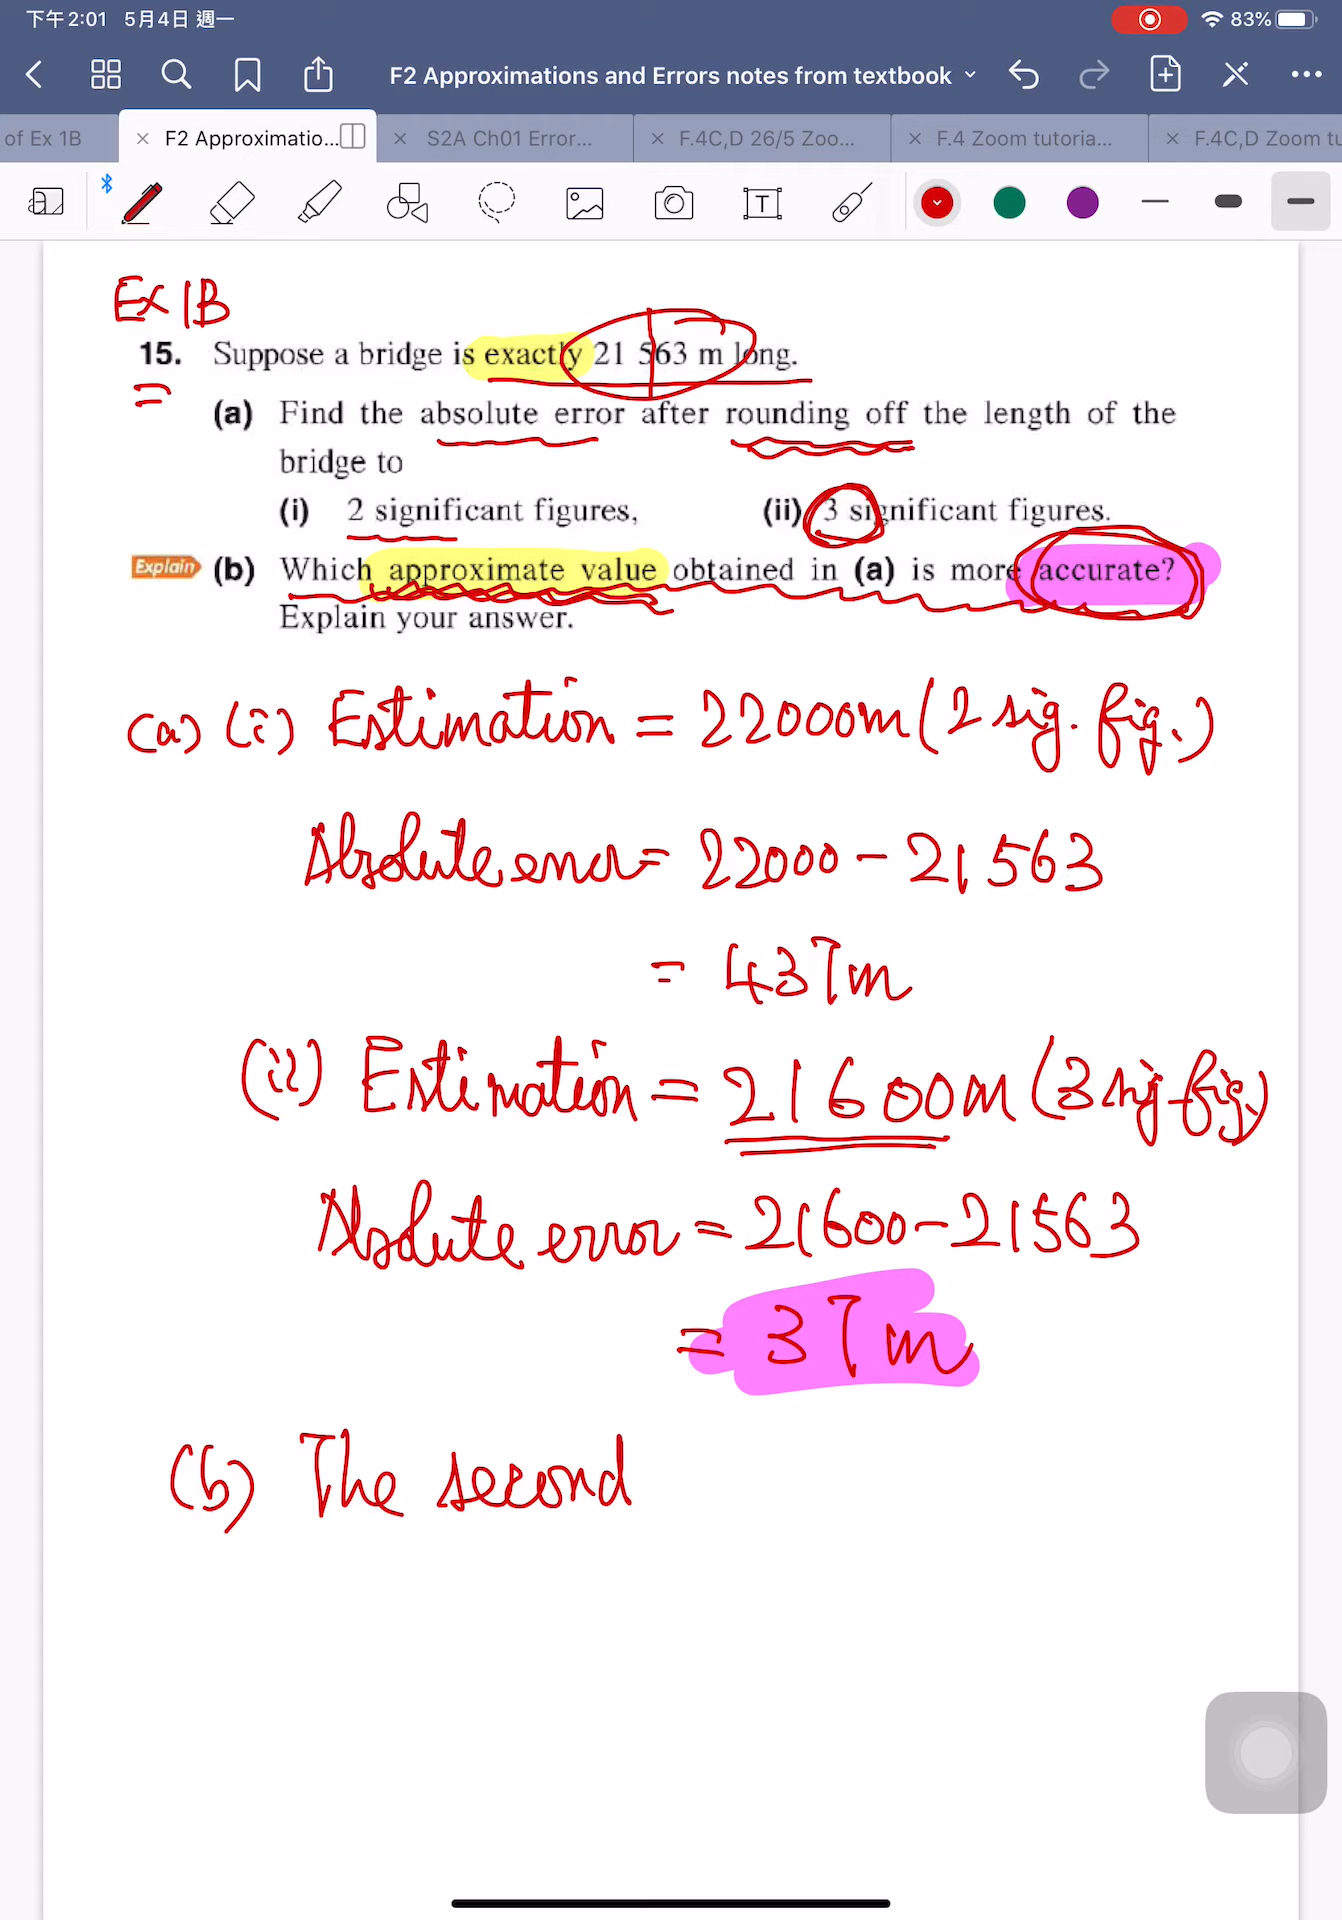 下午2:01 5月4日 週一 83%
F2 Approximations and Errors notes from textbook
of Ex 1B × F2 Approximatio... × S2A Ch01 Error... × F.4C,D 26/5 Zoo... × F.4 Zoom tutoria... × F.4C,D Zoom tu
Ex 1B
15. Suppose a bridge is exactly 21 563 m long.
(a) Find the absolute error after rounding off the length of the
bridge to
(i) 2 significant figures, (ii) 3 significant figures.
Explain (b) Which approximate value obtained in (a) is more accurate?
Explain your answer.
(a) (i) Estimation = 22000m (2 sig. fig.)
Absolute error = 22000 - 21563
= 437m
(ii) Estimation = 21600m (3 sig. fig.)
Absolute error = 21600 - 21563
= 37m
(b) The second